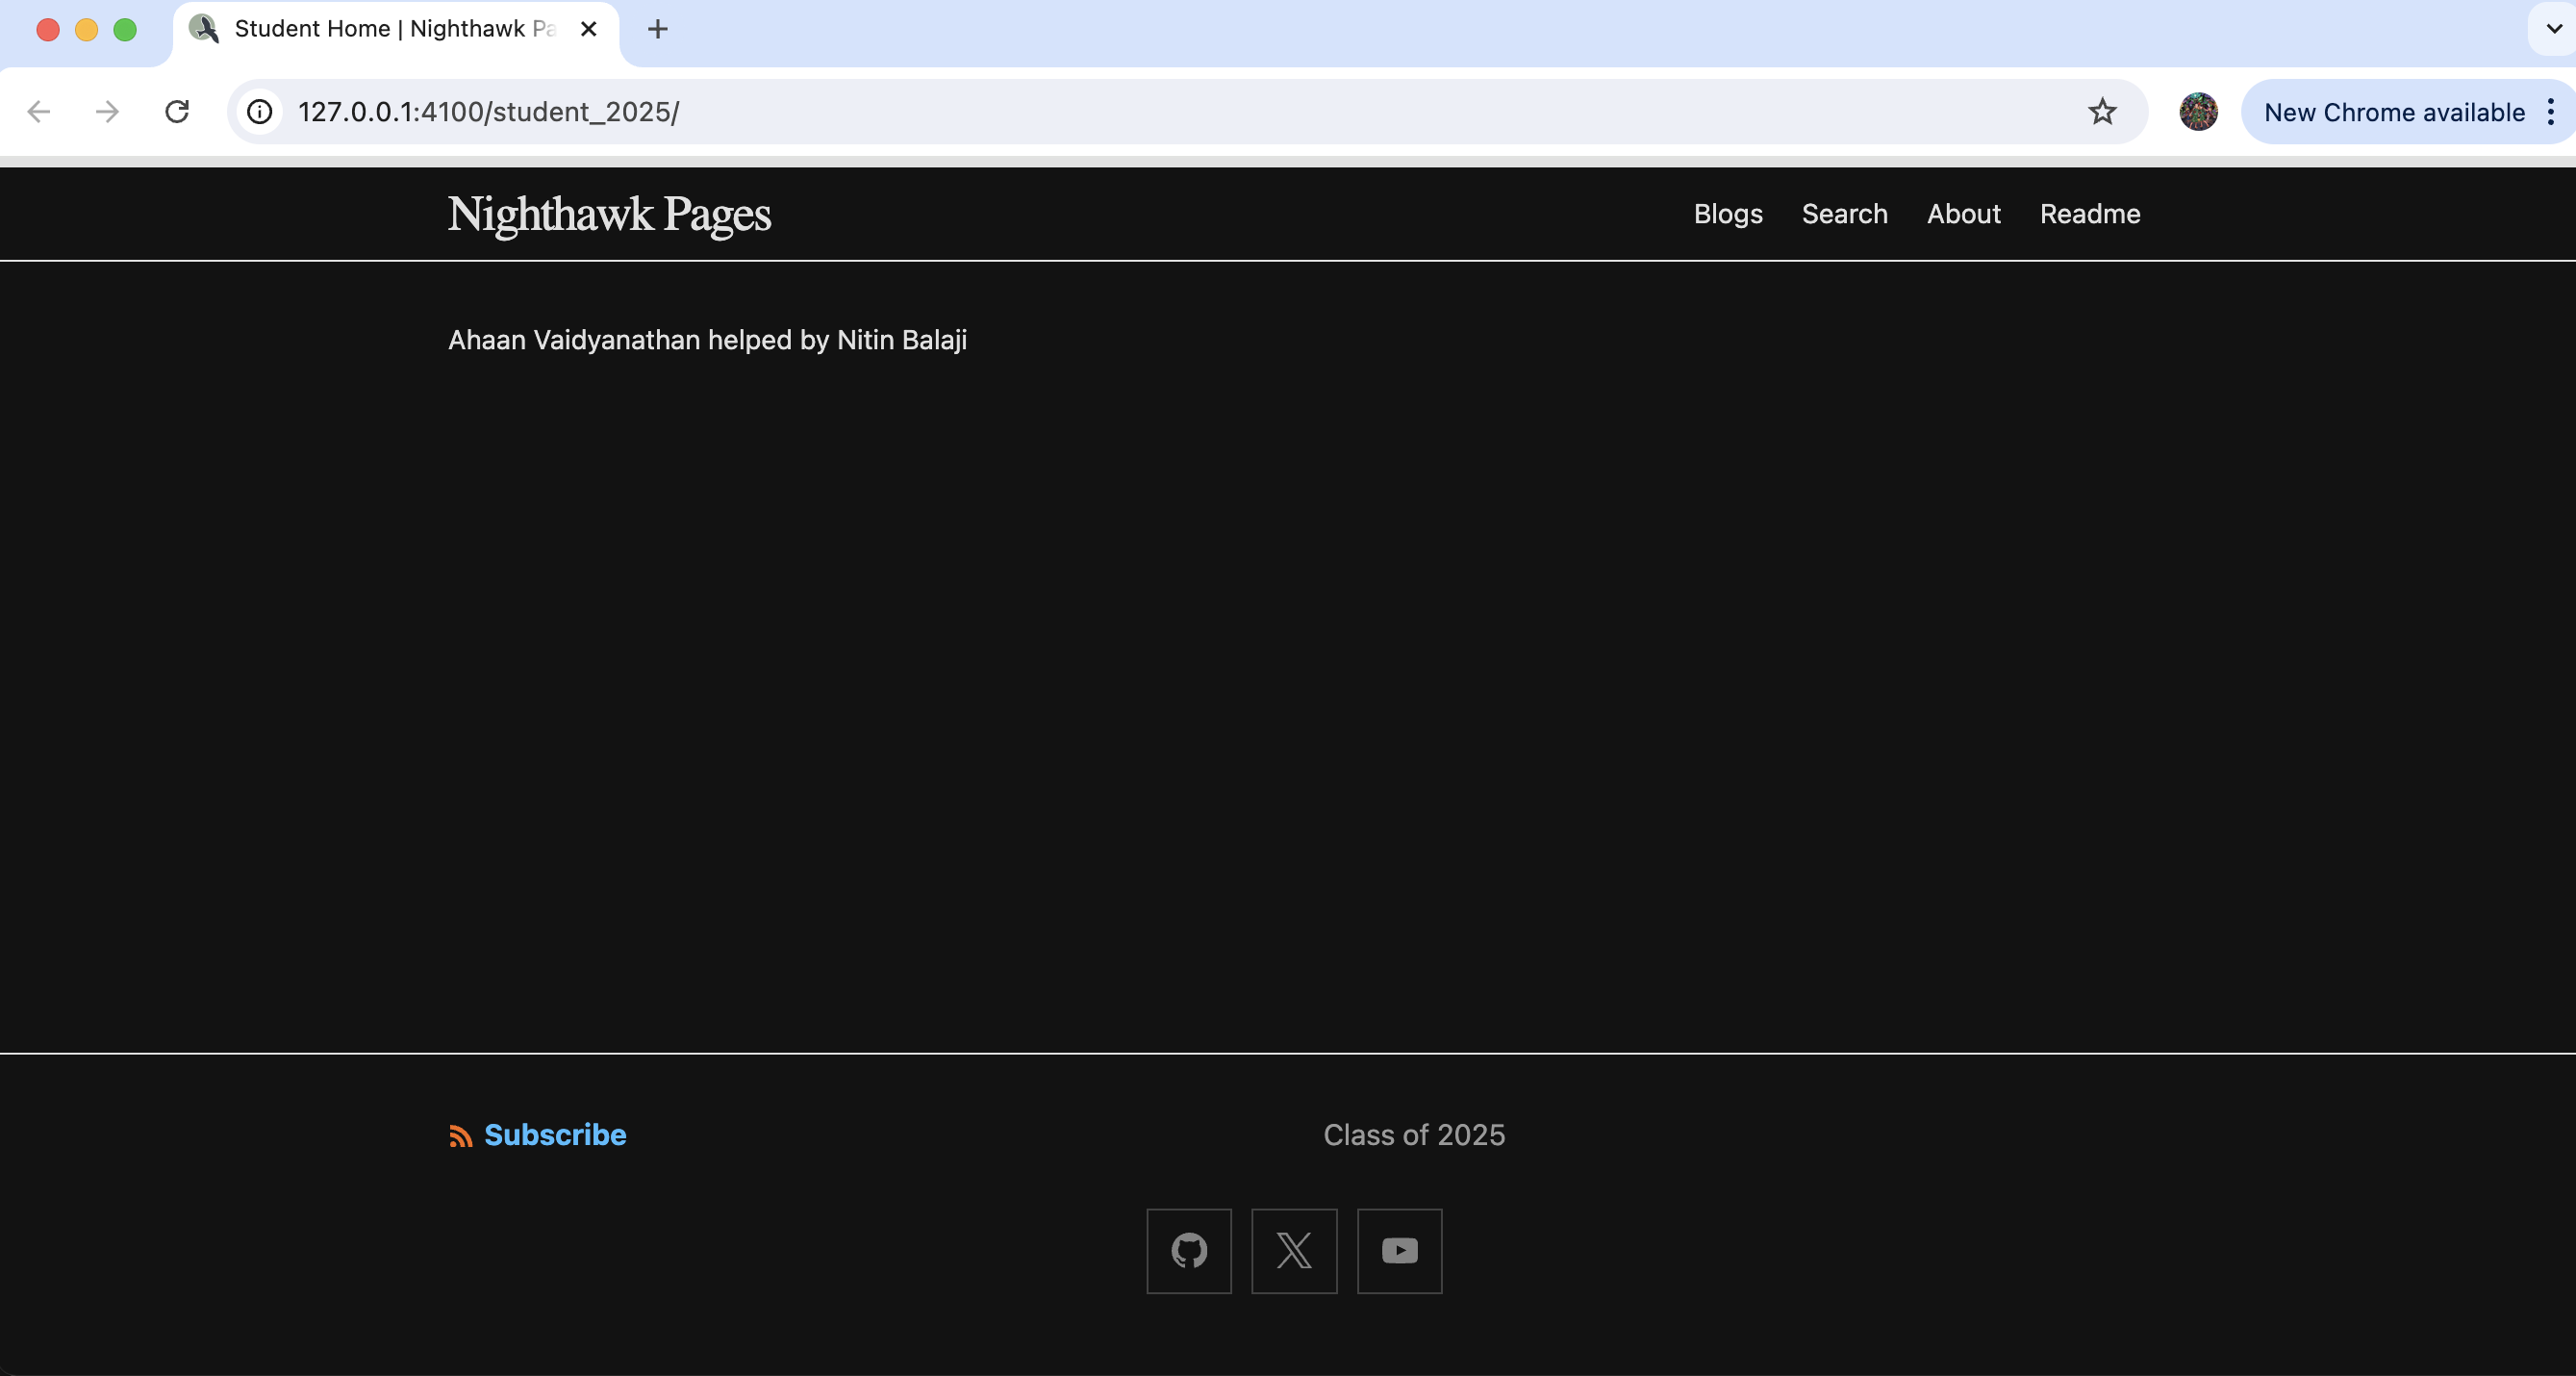 Student Home | Nighthawk Pa
127.0.0.1:4100/student_2025/
New Chrome available
Nighthawk Pages
Blogs Search About Readme
Ahaan Vaidyanathan helped by Nitin Balaji
Subscribe
Class of 2025